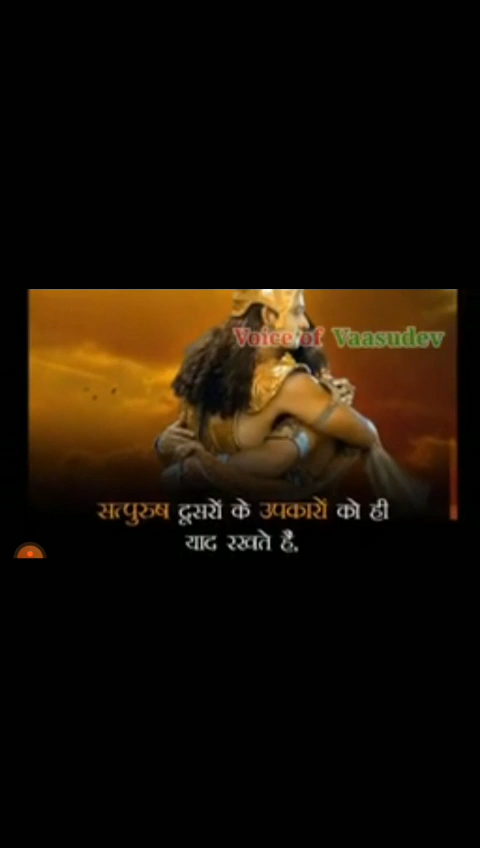 Voice of Vaasudev
सत्पुरुष दूसरों के उपकारों को ही
याद रखते हैं,